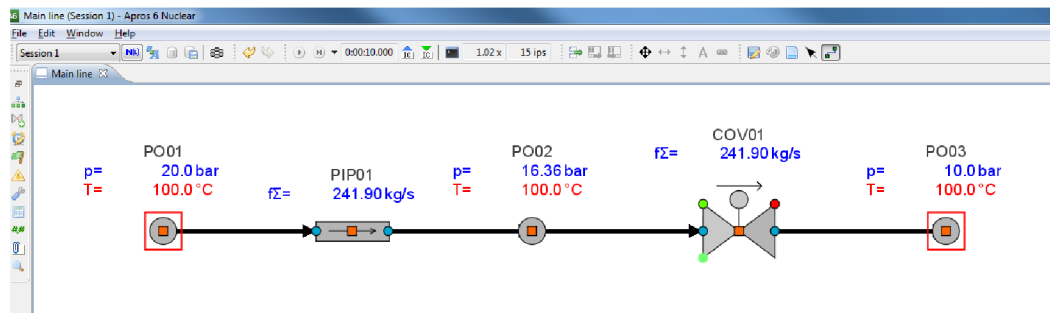 Main line (Session 1) - Apros 6 Nuclear
File Edit Window Help
Session 1 0:00:10.000 IC IC 1.02 x 15 ips A
Main line
PO01
p= 20.0 bar
T= 100.0 °C
PIP01
fΣ= 241.90 kg/s
PO02
p= 16.36 bar
T= 100.0 °C
COV01
fΣ= 241.90 kg/s
PO03
p= 10.0 bar
T= 100.0 °C